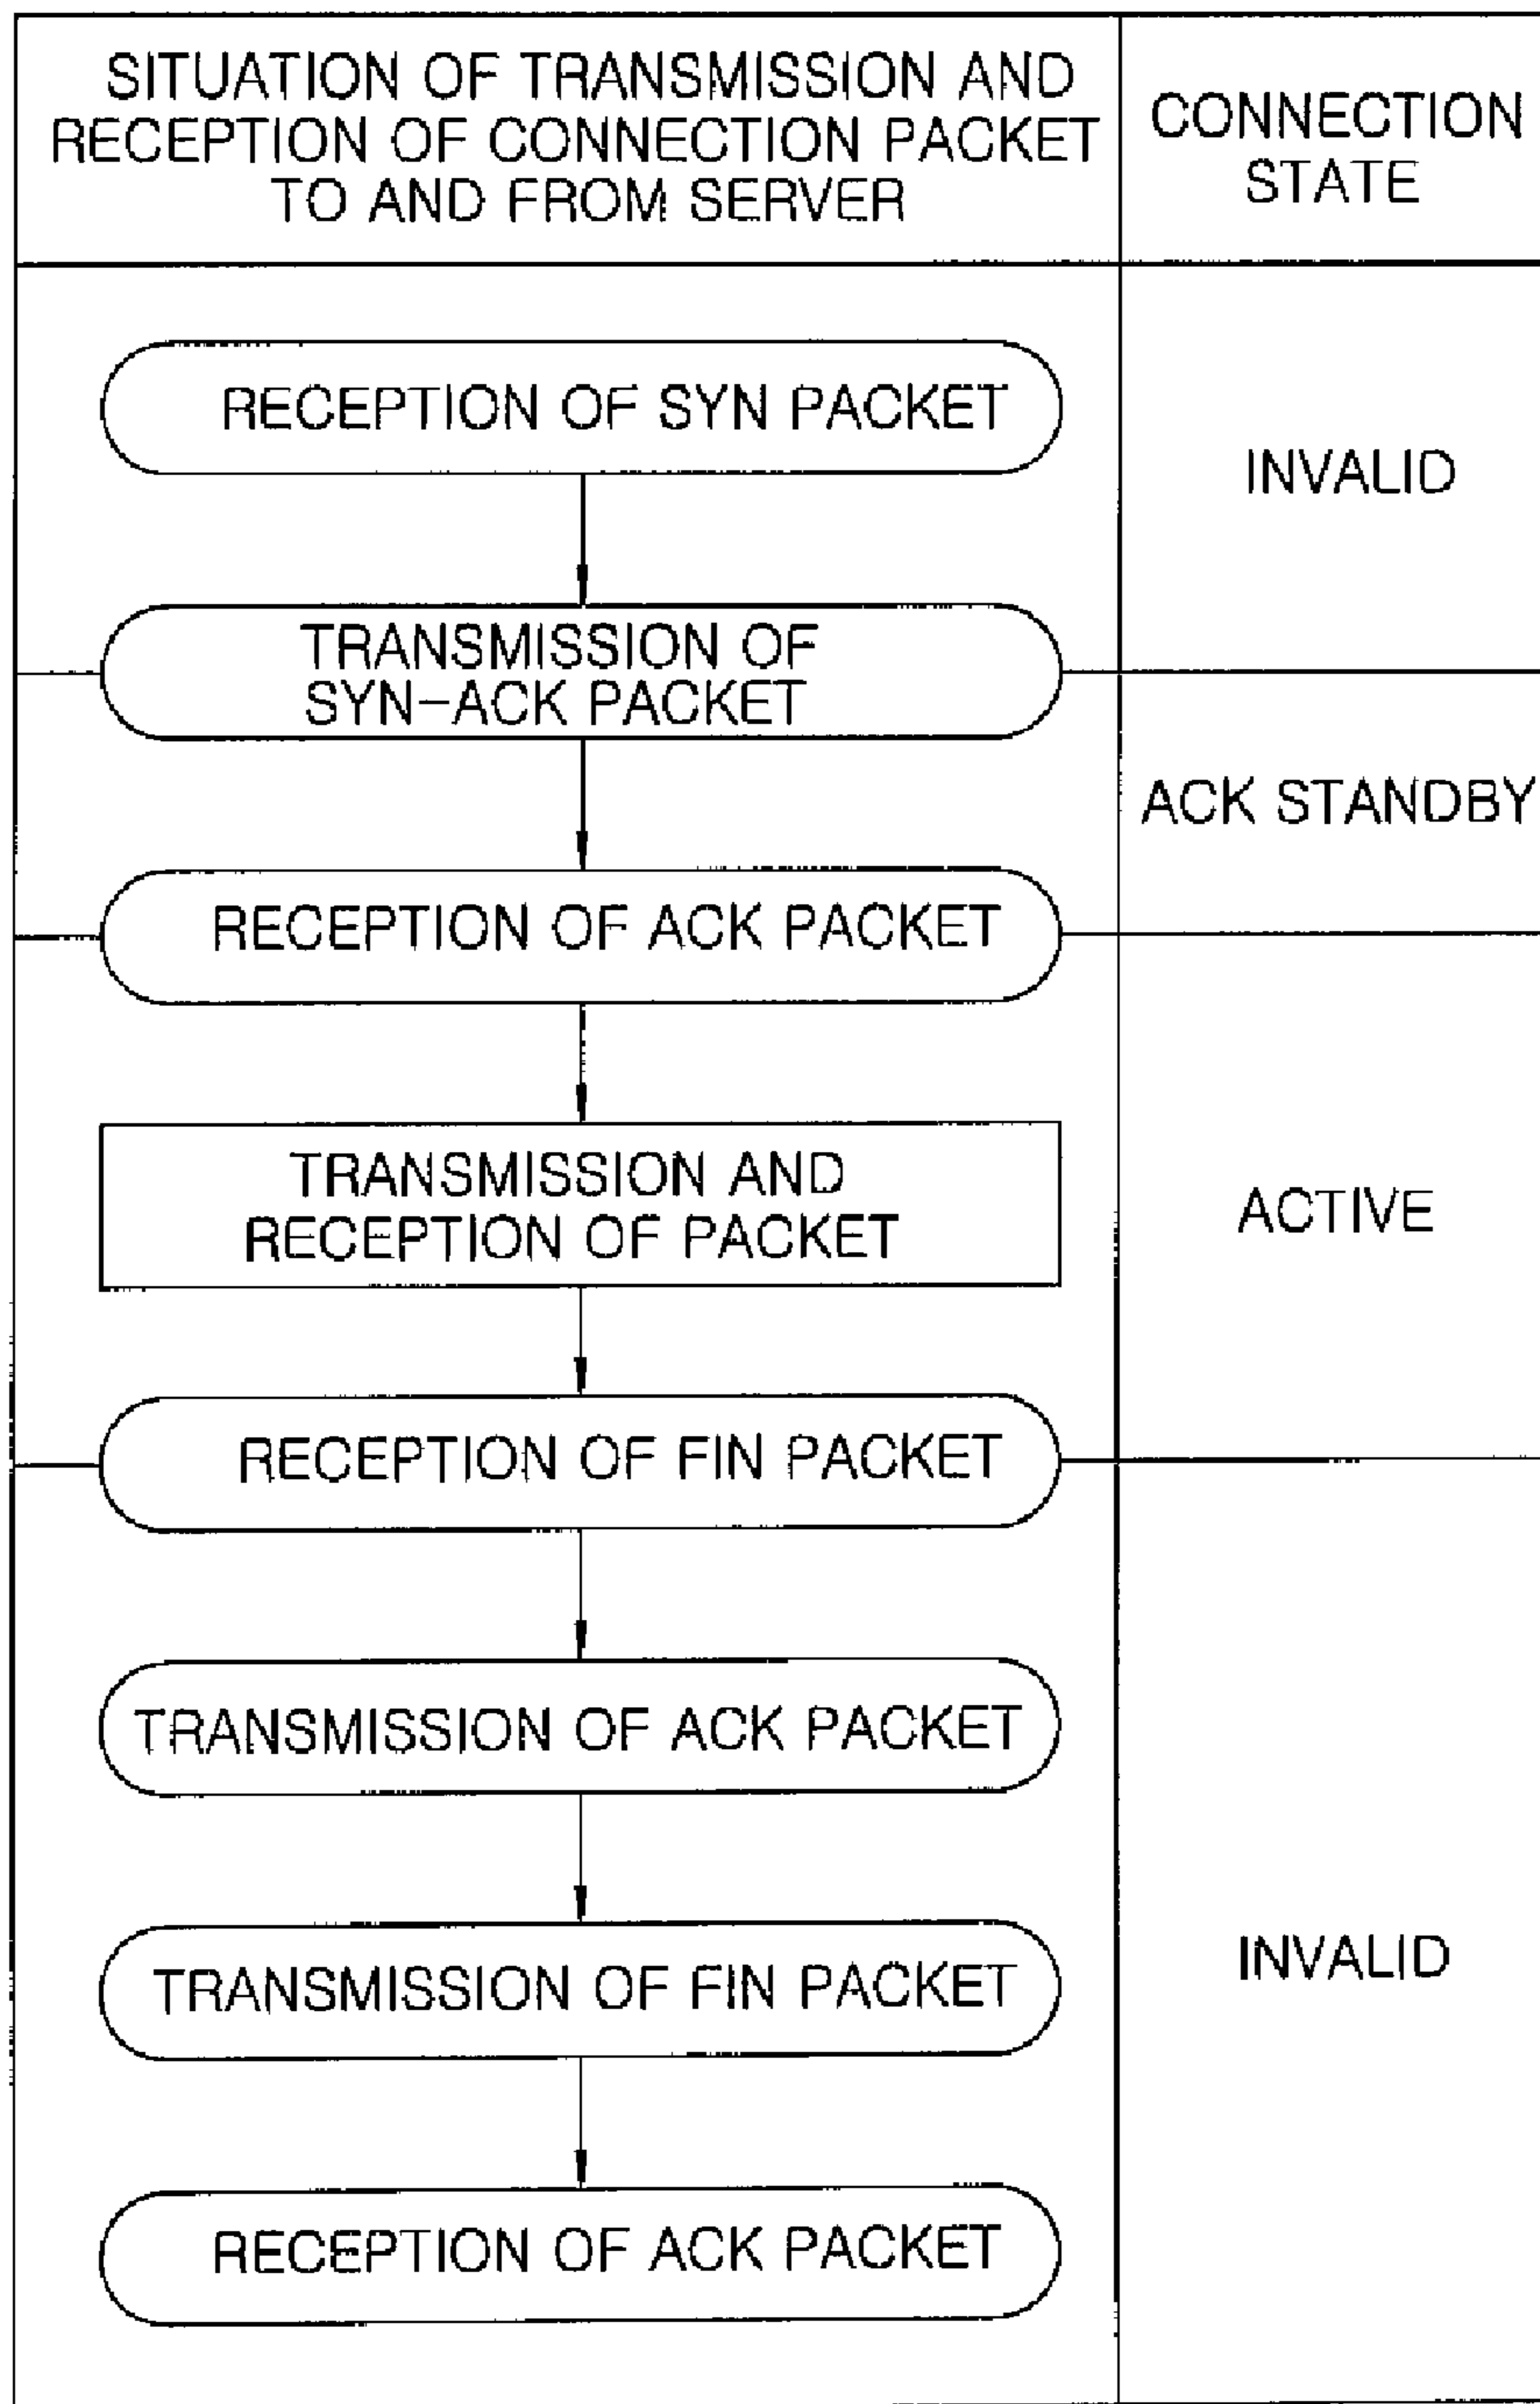 SITUATION OF TRANSMISSION AND
RECEPTION OF CONNECTION PACKET
TO AND FROM SERVER
CONNECTION
STATE
RECEPTION OF SYN PACKET
INVALID
TRANSMISSION OF
SYN-ACK PACKET
ACK STANDBY
RECEPTION OF ACK PACKET
TRANSMISSION AND
RECEPTION OF PACKET
ACTIVE
RECEPTION OF FIN PACKET
TRANSMISSION OF ACK PACKET
TRANSMISSION OF FIN PACKET
INVALID
RECEPTION OF ACK PACKET